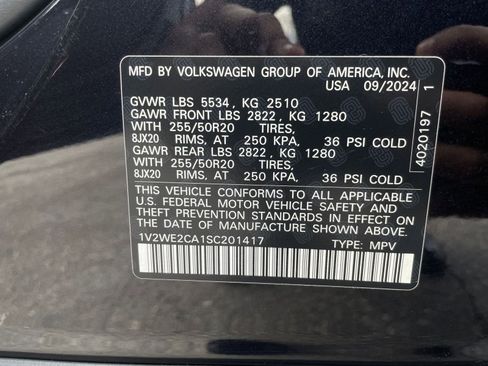 MFD BY VOLKSWAGEN GROUP OF AMERICA, INC.
USA 09/2024
GVWR LBS 5534 , KG 2510
GAWR FRONT LBS 2822 , KG 1280
WITH 255/50R20 TIRES,
8JX20 RIMS, AT 250 KPA, 36 PSI COLD
GAWR REAR LBS 2822 , KG 1280
WITH 255/50R20 TIRES,
8JX20 RIMS, AT 250 KPA, 36 PSI COLD
THIS VEHICLE CONFORMS TO ALL APPLICABLE
U.S. FEDERAL MOTOR VEHICLE SAFETY AND
THEFT PREVENTION STANDARDS IN EFFECT ON
THE DATE OF MANUFACTURE SHOWN ABOVE.
1V2WE2CA1SC201417 TYPE: MPV
4020197 1